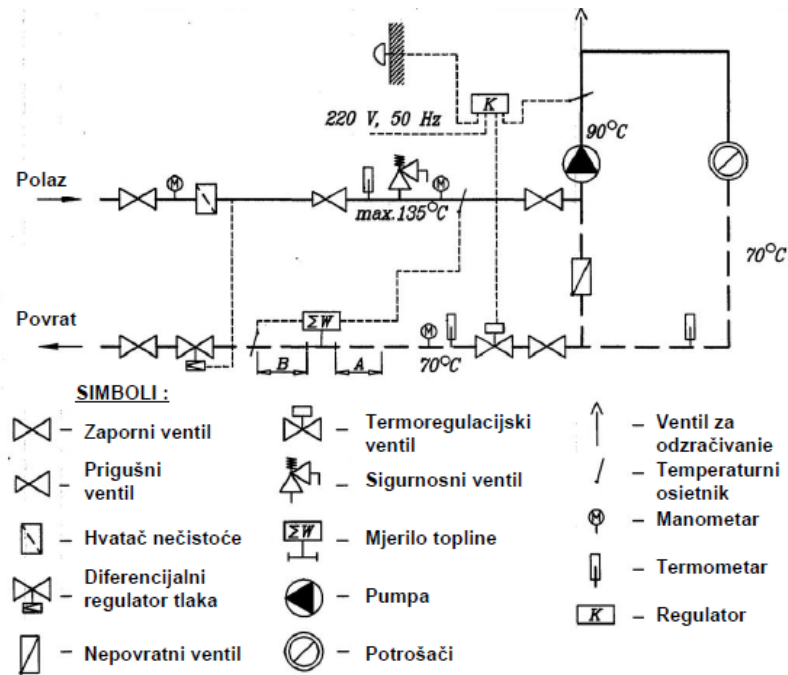 K
220 V, 50 Hz
90°C
Polaz
M
M
max.135°C
70°C
Povrat
ΣW
M
B
A
70°C
SIMBOLI :
– Zaporni ventil
– Prigušni
ventil
– Hvatač nečistoće
– Diferencijalni
regulator tlaka
– Nepovratni ventil
– Termoregulacijski
ventil
– Sigurnosni ventil
ΣW – Mjerilo topline
– Pumpa
– Potrošači
– Ventil za
odzračivanje
– Temperaturni
osietnik
M – Manometar
– Termometar
K – Regulator